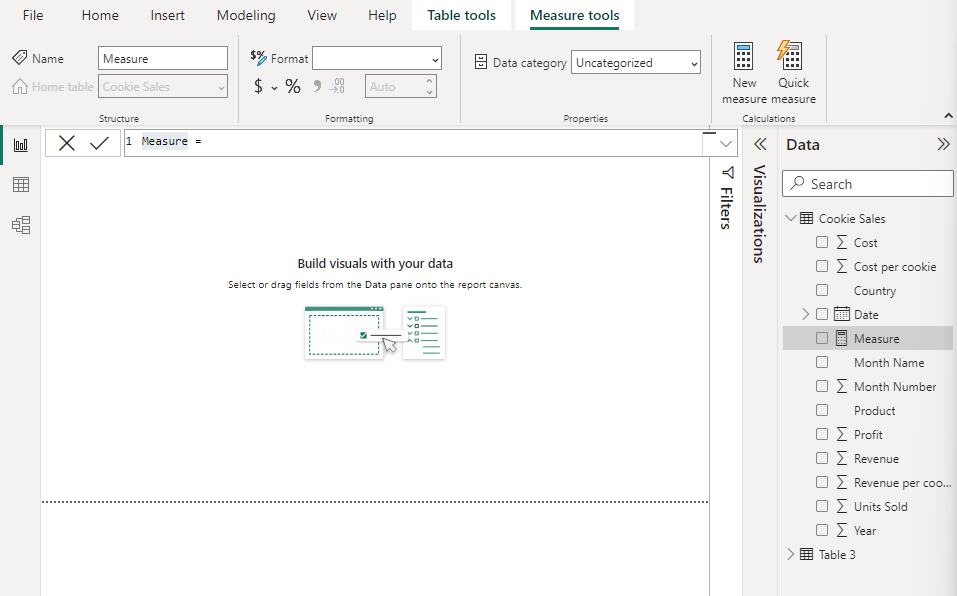 File Home Insert Modeling View Help Table tools Measure tools
Name Measure
Home table Cookie Sales
Structure
$% Format
$ % 9 .00 Auto
Formatting
Data category Uncategorized
Properties
New measure
Quick measure
Calculations
1 Measure =
Build visuals with your data
Select or drag fields from the Data pane onto the report canvas.
Filters
Visualizations
Data
Search
Cookie Sales
Σ Cost
Σ Cost per cookie
Country
Date
Measure
Month Name
Σ Month Number
Product
Σ Profit
Σ Revenue
Σ Revenue per coo...
Σ Units Sold
Σ Year
Table 3